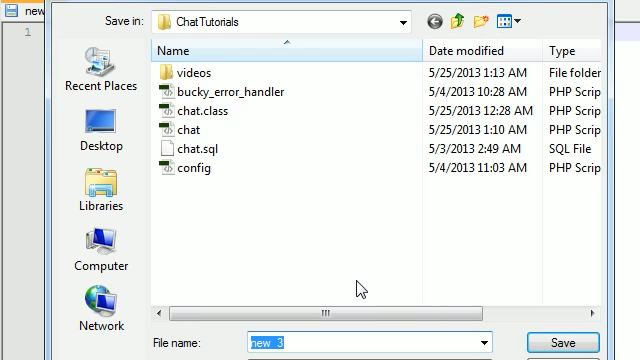 new
1
Save in: ChatTutorials
Name Date modified Type
videos 5/25/2013 1:13 AM File folder
bucky_error_handler 5/4/2013 10:28 AM PHP Scrip
chat.class 5/25/2013 12:28 AM PHP Scrip
chat 5/25/2013 1:10 AM PHP Scrip
chat.sql 5/3/2013 2:49 AM SQL File
config 5/4/2013 11:03 AM PHP Scrip
Recent Places
Desktop
Libraries
Computer
Network
File name: new 3 Save